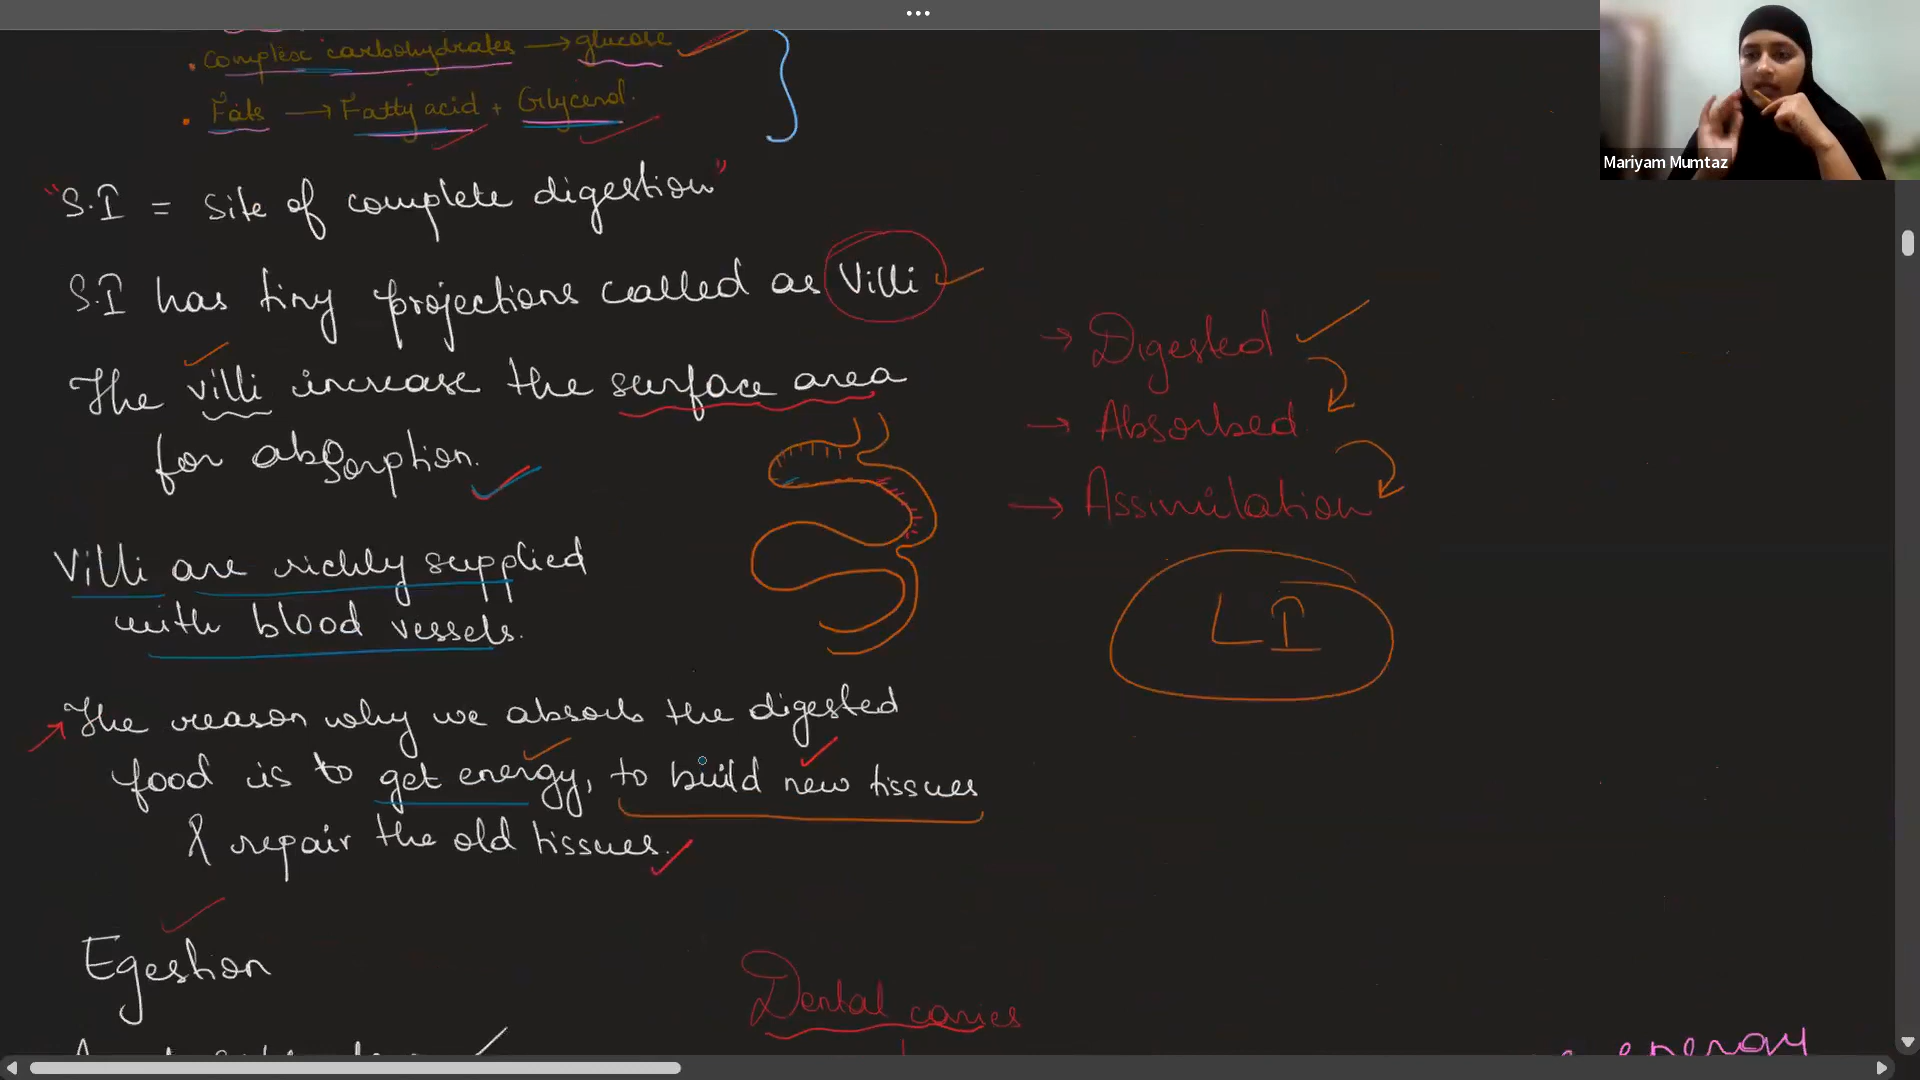 ...
• Complex carbohydrates → glucose
• Fats → Fatty acid + Glycerol.
"S.I = Site of complete digestion"
S.I has tiny projections called as Villi
The villi increase the surface area
for absorption.
Villi are richly supplied
with blood vessels.
→ The reason why we absorb the digested
food is to get energy, to build new tissues
& repair the old tissues.
Egestion
→ Digested
→ Absorbed
→ Assimilation
LI
Dental caries
energy
Mariyam Mumtaz